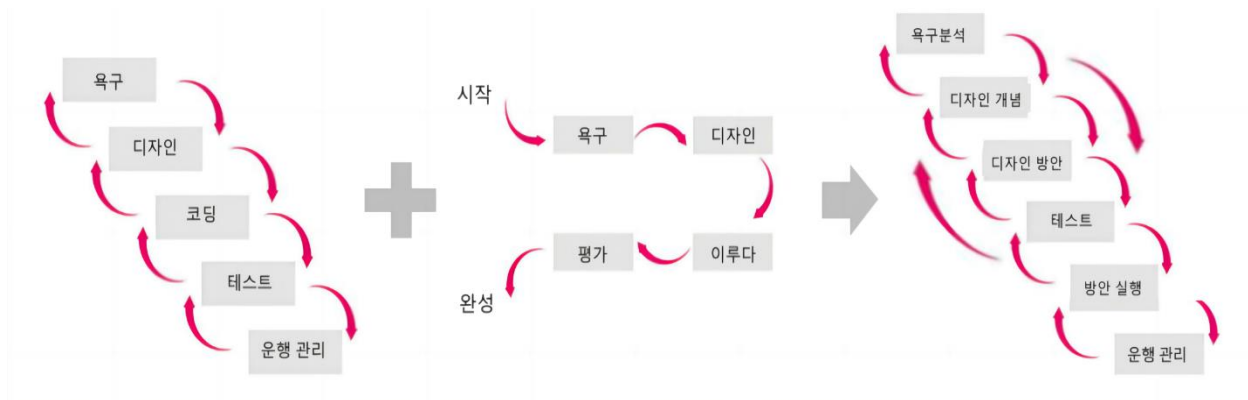 욕구
디자인
코딩
테스트
운행 관리
시작
욕구
디자인
이루다
평가
완성
욕구분석
디자인 개념
디자인 방안
테스트
방안 실행
운행 관리